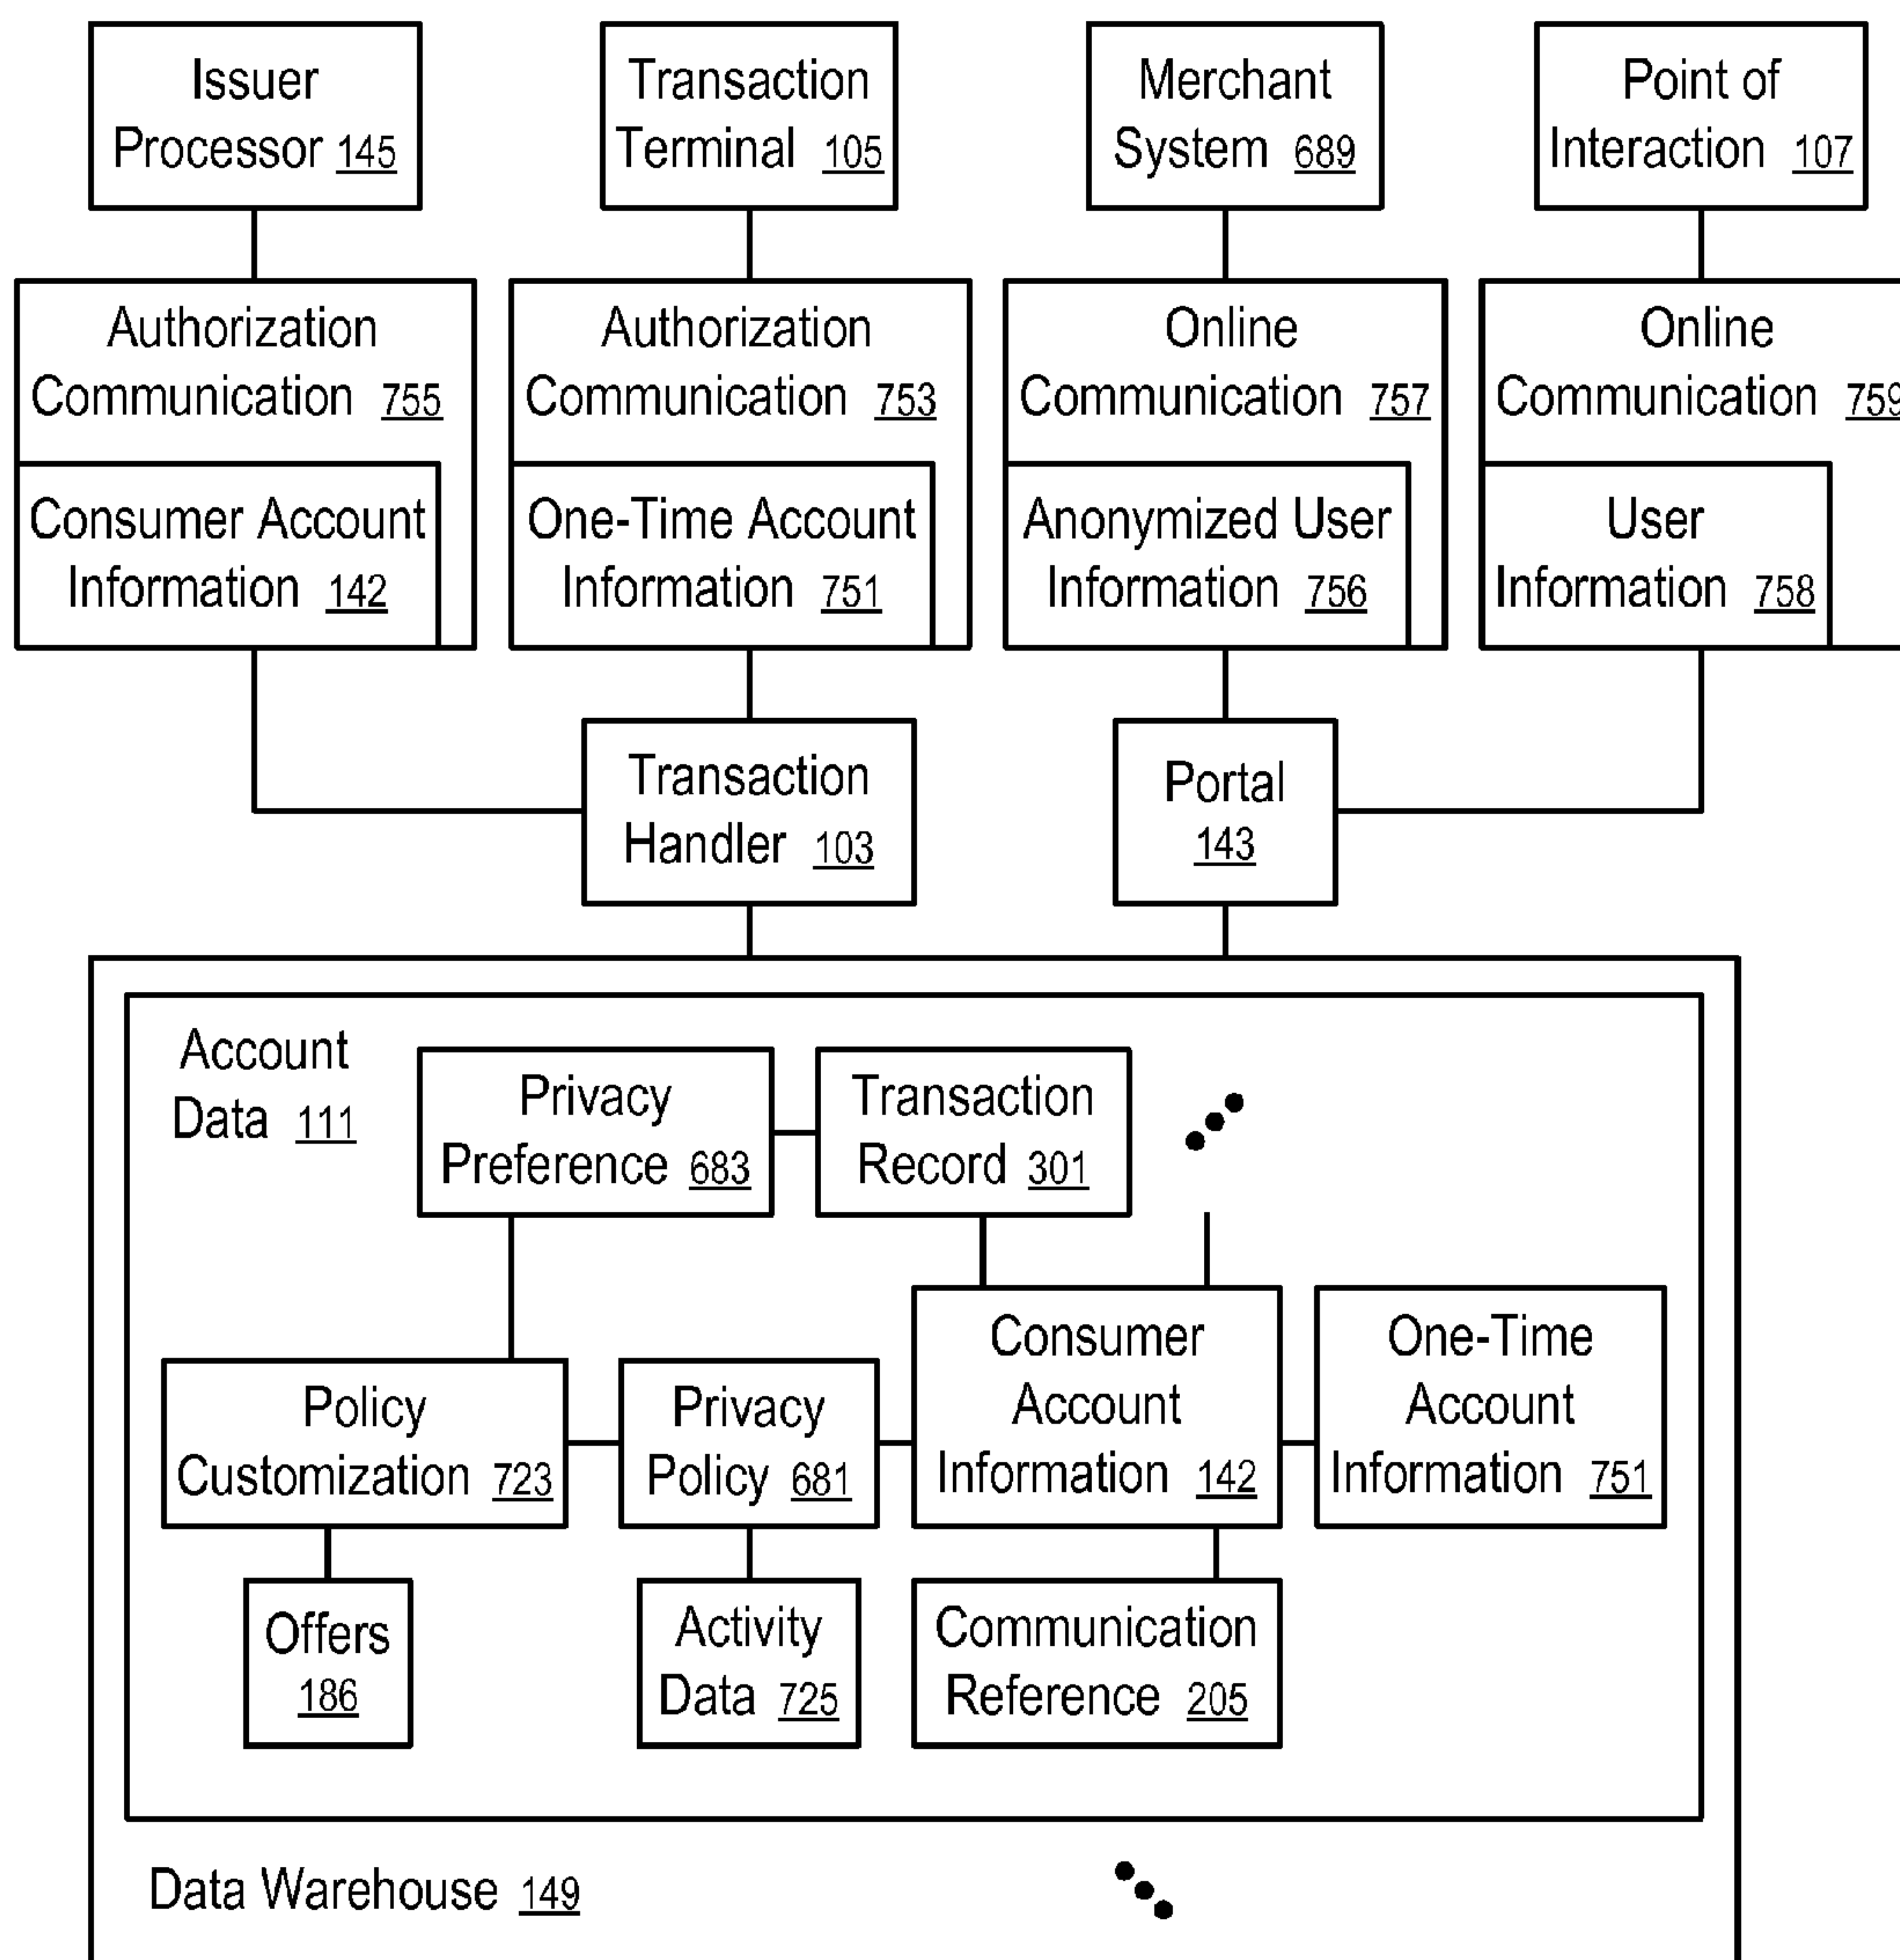 Issuer
Processor 145
Transaction
Terminal 105
Merchant
System 689
Point of
Interaction 107
Authorization
Communication 755
Consumer Account
Information 142
Authorization
Communication 753
One-Time Account
Information 751
Online
Communication 757
Anonymized User
Information 756
Online
Communication 759
User
Information 758
Transaction
Handler 103
Portal
143
Account
Data 111
Privacy
Preference 683
Transaction
Record 301
Policy
Customization 723
Privacy
Policy 681
Consumer
Account
Information 142
One-Time
Account
Information 751
Offers
186
Activity
Data 725
Communication
Reference 205
Data Warehouse 149